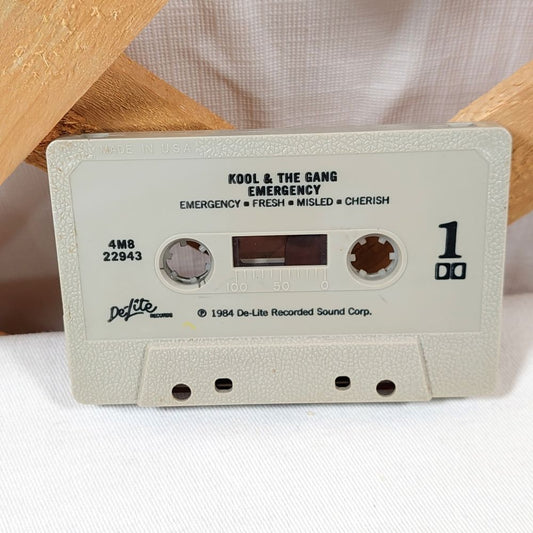 MADE IN U.S.A.
KOOL & THE GANG
EMERGENCY
EMERGENCY ■ FRESH ■ MISLED ■ CHERISH
4M8
22943
1
100 50 0
De-Lite
RECORDS
℗ 1984 De-Lite Recorded Sound Corp.